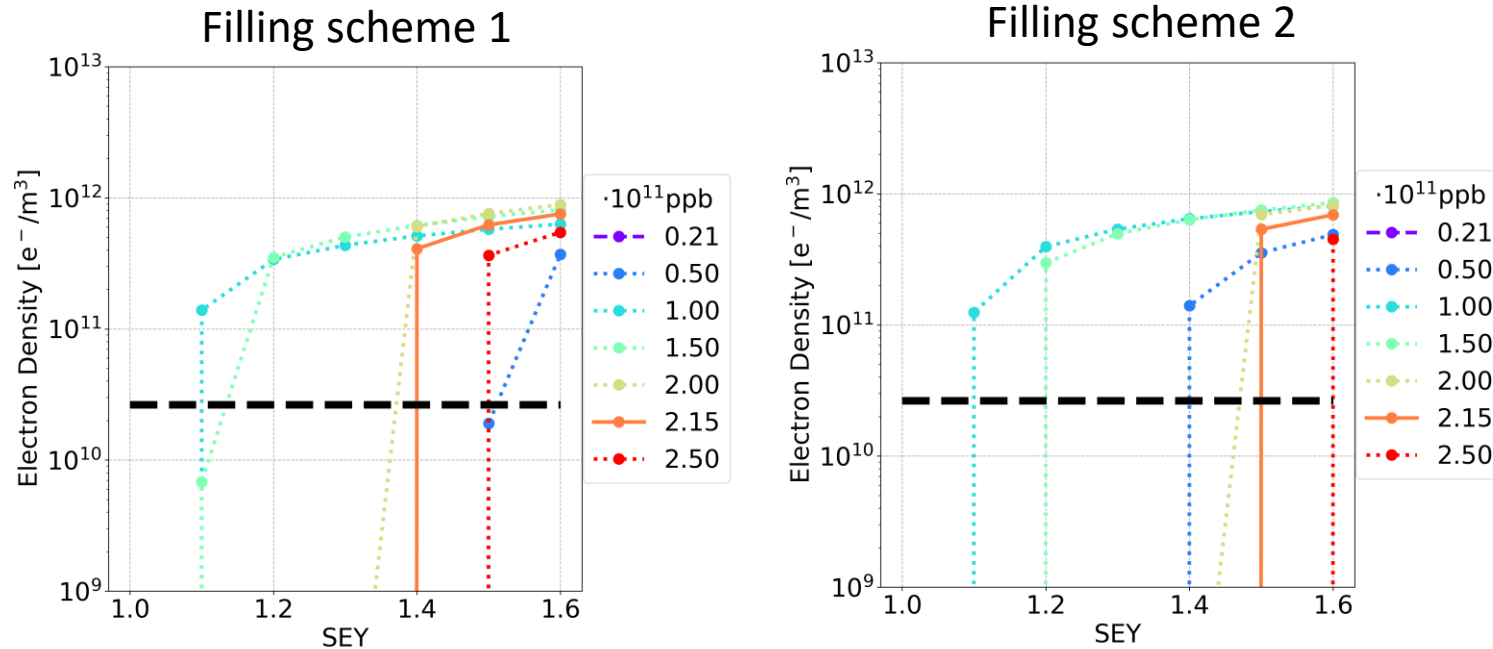 Filling scheme 1
10¹³
10¹²
10¹¹
10¹⁰
10⁹
Electron Density [e⁻/m³]
1.0 1.2 1.4 1.6
SEY
·10¹¹ppb
0.21
0.50
1.00
1.50
2.00
2.15
2.50
Filling scheme 2
10¹³
10¹²
10¹¹
10¹⁰
10⁹
Electron Density [e⁻/m³]
1.0 1.2 1.4 1.6
SEY
·10¹¹ppb
0.21
0.50
1.00
1.50
2.00
2.15
2.50